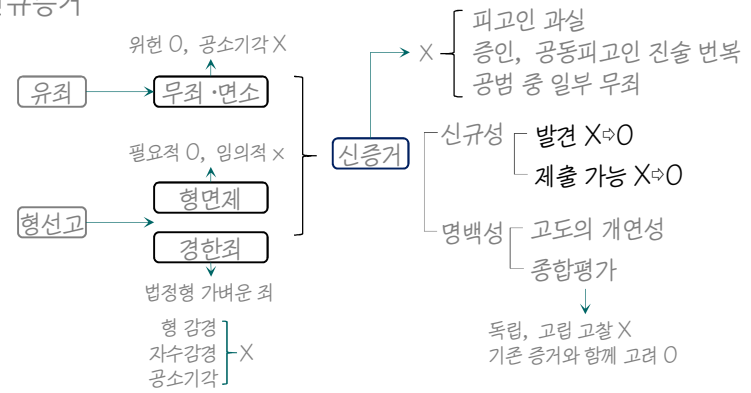 위헌 O, 공소기각 X
유죄
무죄·면소
필요적 O, 임의적 ×
형면제
형선고
경한죄
법정형 가벼운 죄
형 감경
자수감경
공소기각
X
신증거
X
피고인 과실
증인, 공동피고인 진술 번복
공범 중 일부 무죄
신규성
발견 X⇨O
제출 가능 X⇨O
명백성
고도의 개연성
종합평가
독립, 고립 고찰 X
기존 증거와 함께 고려 O